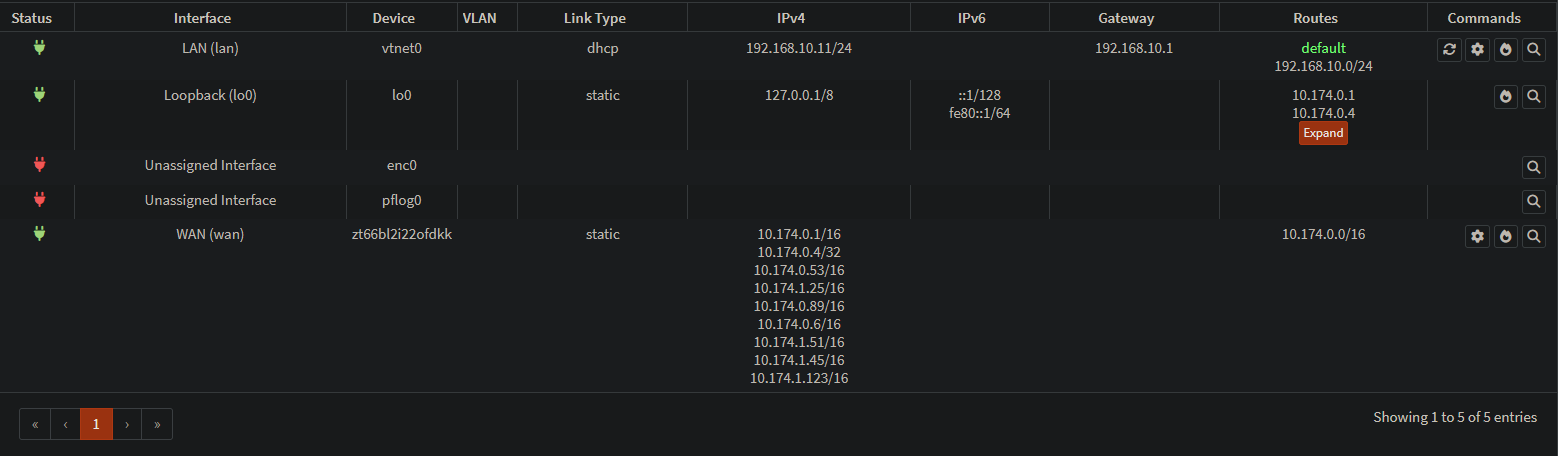 Status Interface Device VLAN Link Type IPv4 IPv6 Gateway Routes Commands
LAN (lan) vtnet0 dhcp 192.168.10.11/24 192.168.10.1 default
192.168.10.0/24
Loopback (lo0) lo0 static 127.0.0.1/8 ::1/128 10.174.0.1
fe80::1/64 10.174.0.4
Expand
Unassigned Interface enc0
Unassigned Interface pflog0
WAN (wan) zt66bl2i22ofdkk static 10.174.0.1/16 10.174.0.0/16
10.174.0.4/32
10.174.0.53/16
10.174.1.25/16
10.174.0.89/16
10.174.0.6/16
10.174.1.51/16
10.174.1.45/16
10.174.1.123/16
« ‹ 1 › » Showing 1 to 5 of 5 entries